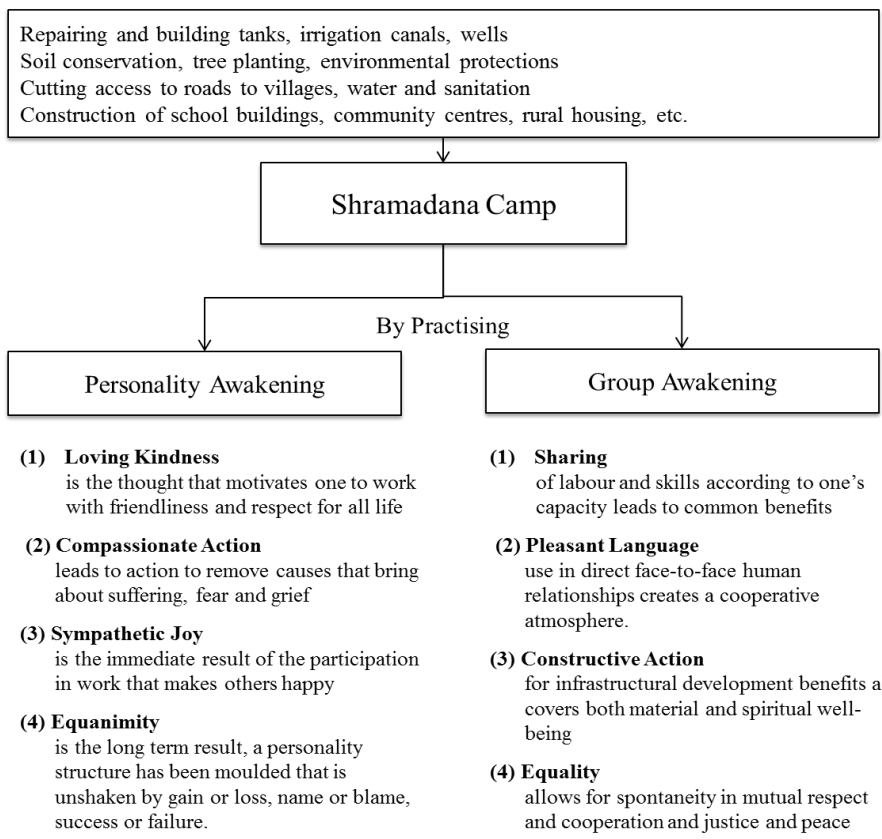 Repairing and building tanks, irrigation canals, wells
Soil conservation, tree planting, environmental protections
Cutting access to roads to villages, water and sanitation
Construction of school buildings, community centres, rural housing, etc.
Shramadana Camp
By Practising
Personality Awakening
(1) Loving Kindness
is the thought that motivates one to work
with friendliness and respect for all life
(2) Compassionate Action
leads to action to remove causes that bring
about suffering, fear and grief
(3) Sympathetic Joy
is the immediate result of the participation
in work that makes others happy
(4) Equanimity
is the long term result, a personality
structure has been moulded that is
unshaken by gain or loss, name or blame,
success or failure.
Group Awakening
(1) Sharing
of labour and skills according to one’s
capacity leads to common benefits
(2) Pleasant Language
use in direct face-to-face human
relationships creates a cooperative
atmosphere.
(3) Constructive Action
for infrastructural development benefits a
covers both material and spiritual well-
being
(4) Equality
allows for spontaneity in mutual respect
and cooperation and justice and peace